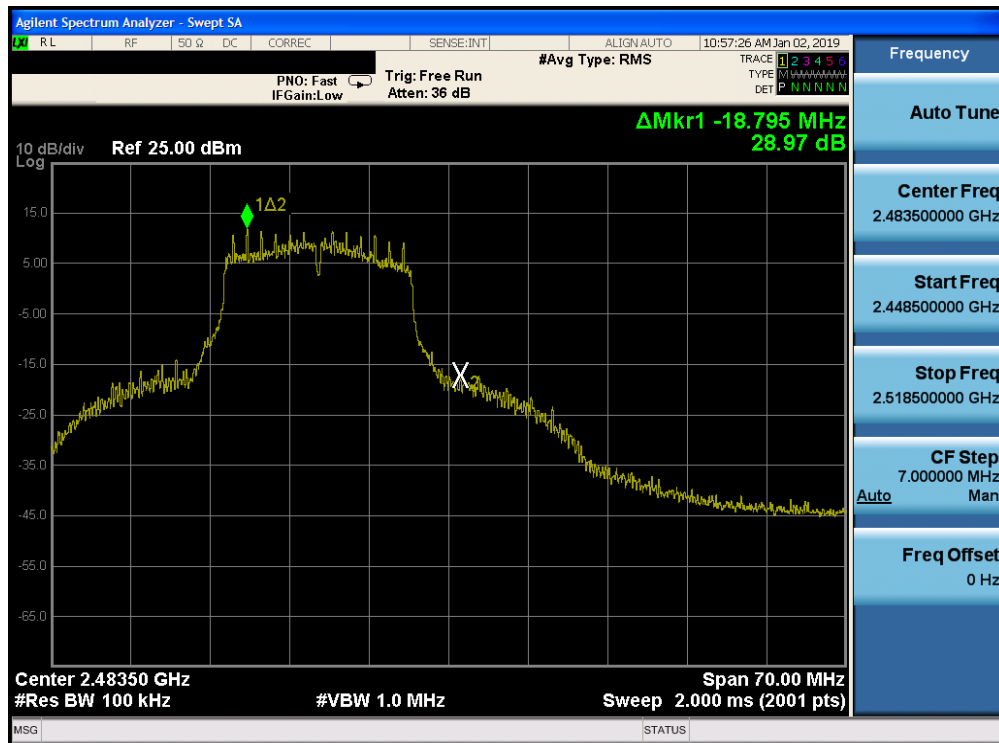 Agilent Spectrum Analyzer - Swept SA
LXI RL RF 50 Ω DC CORREC SENSE:INT ALIGN AUTO 10:57:26 AM Jan 02, 2019
Frequency
#Avg Type: RMS
TRACE 1 2 3 4 5 6
PNO: Fast Trig: Free Run
TYPE M
IFGain:Low Atten: 36 dB
DET P N N N N N
Auto Tune
ΔMkr1 -18.795 MHz
28.97 dB
10 dB/div Ref 25.00 dBm
Log
Center Freq
2.483500000 GHz
1Δ2
15.0
5.00
Start Freq
2.448500000 GHz
-5.00
-15.0
Stop Freq
2.518500000 GHz
X2
-25.0
-35.0
CF Step
7.000000 MHz
Auto Man
-45.0
-55.0
Freq Offset
0 Hz
-65.0
Center 2.48350 GHz Span 70.00 MHz
#Res BW 100 kHz #VBW 1.0 MHz Sweep 2.000 ms (2001 pts)
MSG STATUS